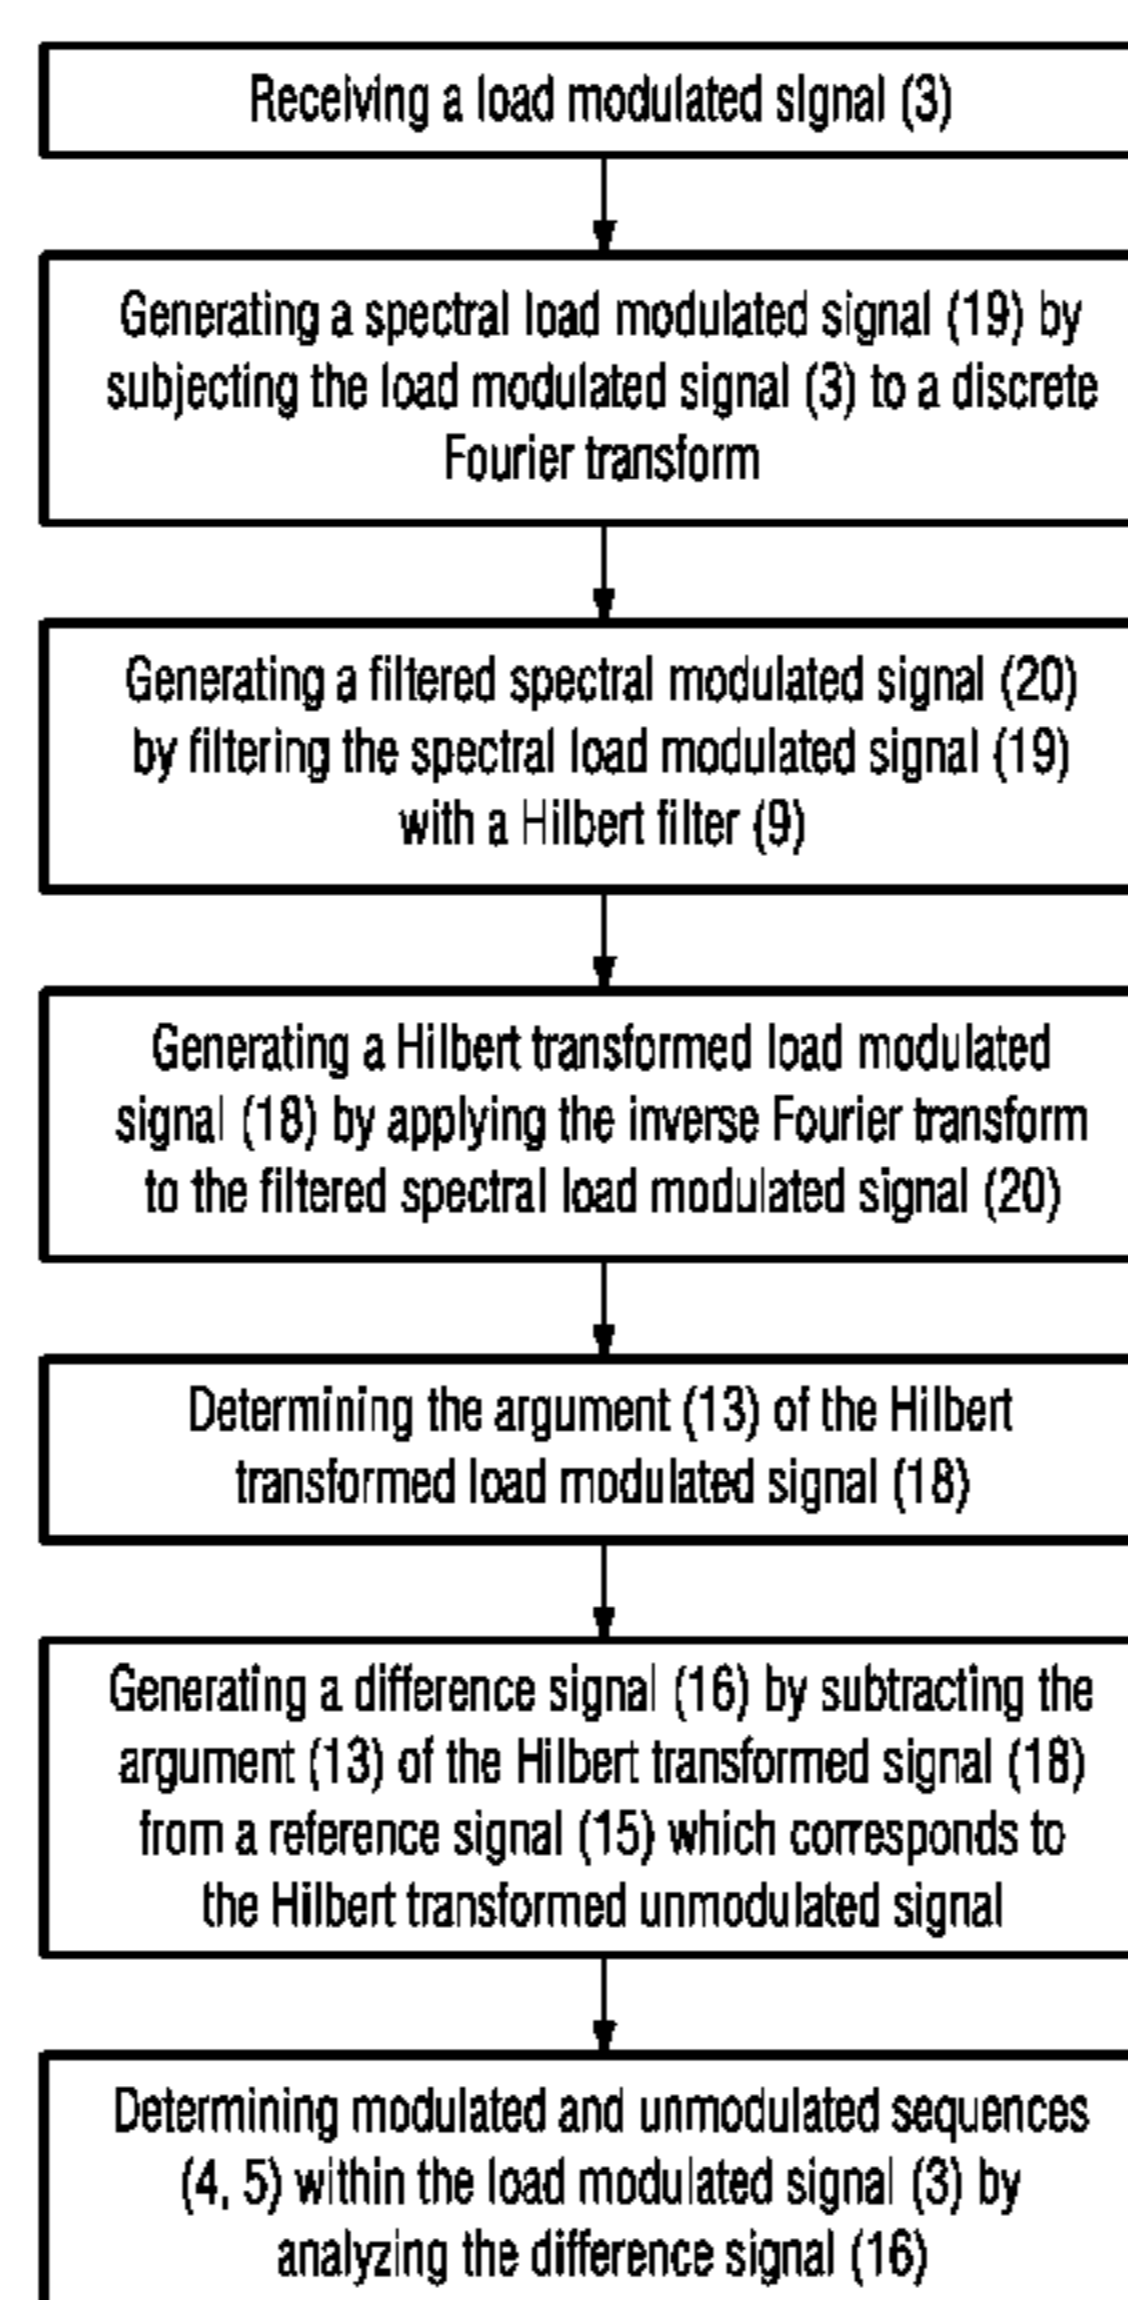 Receiving a load modulated signal (3)
Generating a spectral load modulated signal (19) by
subjecting the load modulated signal (3) to a discrete
Fourier transform
Generating a filtered spectral modulated signal (20)
by filtering the spectral load modulated signal (19)
with a Hilbert filter (9)
Generating a Hilbert transformed load modulated
signal (18) by applying the inverse Fourier transform
to the filtered spectral load modulated signal (20)
Determining the argument (13) of the Hilbert
transformed load modulated signal (18)
Generating a difference signal (16) by subtracting the
argument (13) of the Hilbert transformed signal (18)
from a reference signal (15) which corresponds to
the Hilbert transformed unmodulated signal
Determining modulated and unmodulated sequences
(4, 5) within the load modulated signal (3) by
analyzing the difference signal (16)